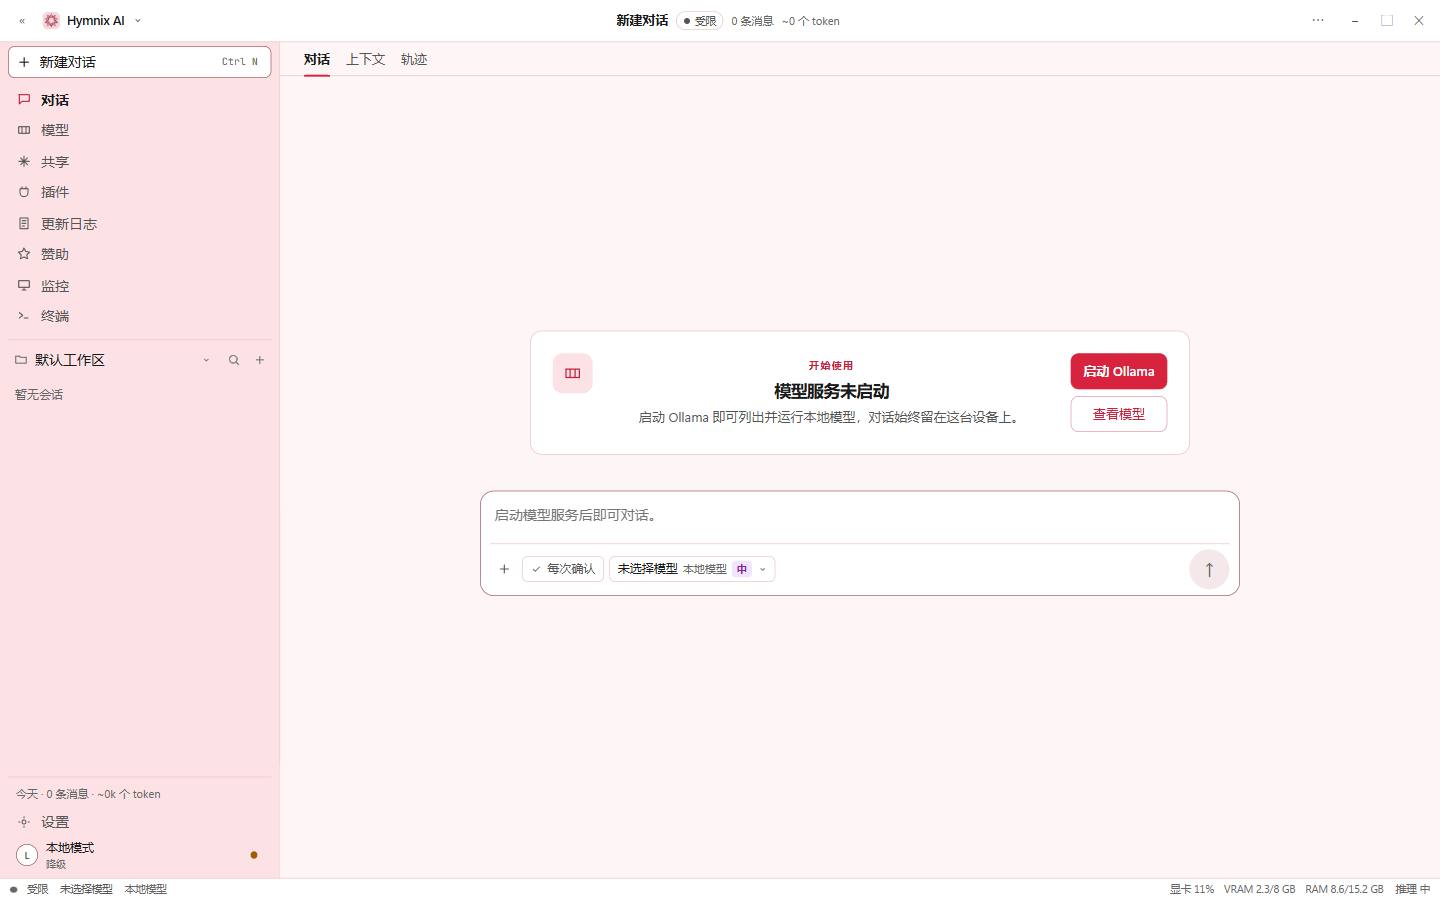 « Hymnix AI
新建对话 受限 0 条消息 ~0 个 token
新建对话 Ctrl N
对话
模型
共享
插件
更新日志
赞助
监控
终端
默认工作区
暂无会话
今天 · 0 条消息 · ~0k 个 token
设置
L 本地模式
降级
对话 上下文 轨迹
开始使用
模型服务未启动
启动 Ollama 即可列出并运行本地模型，对话始终留在这台设备上。
启动 Ollama
查看模型
启动模型服务后即可对话。
每次确认 未选择模型 本地模型 中
受限 未选择模型 本地模型
显卡 11% VRAM 2.3/8 GB RAM 8.6/15.2 GB 推理 中